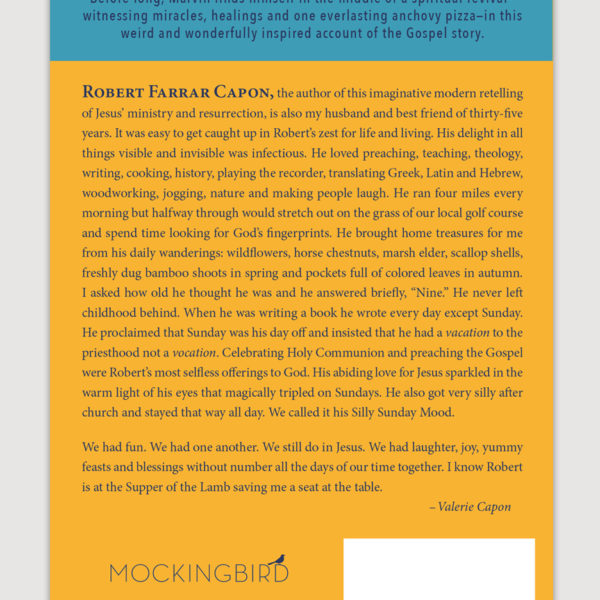 Before long, Marvin finds himself in the middle of a spiritual revival—
witnessing miracles, healings and one everlasting anchovy pizza—in this
weird and wonderfully inspired account of the Gospel story.
ROBERT FARRAR CAPON, the author of this imaginative modern retelling
of Jesus’ ministry and resurrection, is also my husband and best friend of thirty-five
years. It was easy to get caught up in Robert’s zest for life and living. His delight in all
things visible and invisible was infectious. He loved preaching, teaching, theology,
writing, cooking, history, playing the recorder, translating Greek, Latin and Hebrew,
woodworking, jogging, nature and making people laugh. He ran four miles every
morning but halfway through would stretch out on the grass of our local golf course
and spend time looking for God’s fingerprints. He brought home treasures for me
from his daily wanderings: wildflowers, horse chestnuts, marsh elder, scallop shells,
freshly dug bamboo shoots in spring and pockets full of colored leaves in autumn.
I asked how old he thought he was and he answered briefly, “Nine.” He never left
childhood behind. When he was writing a book he wrote every day except Sunday.
He proclaimed that Sunday was his day off and insisted that he had a vacation to the
priesthood not a vocation. Celebrating Holy Communion and preaching the Gospel
were Robert’s most selfless offerings to God. His abiding love for Jesus sparkled in the
warm light of his eyes that magically tripled on Sundays. He also got very silly after
church and stayed that way all day. We called it his Silly Sunday Mood.
We had fun. We had one another. We still do in Jesus. We had laughter, joy, yummy
feasts and blessings without number all the days of our time together. I know Robert
is at the Supper of the Lamb saving me a seat at the table.
– Valerie Capon
MOCKINGBIRD